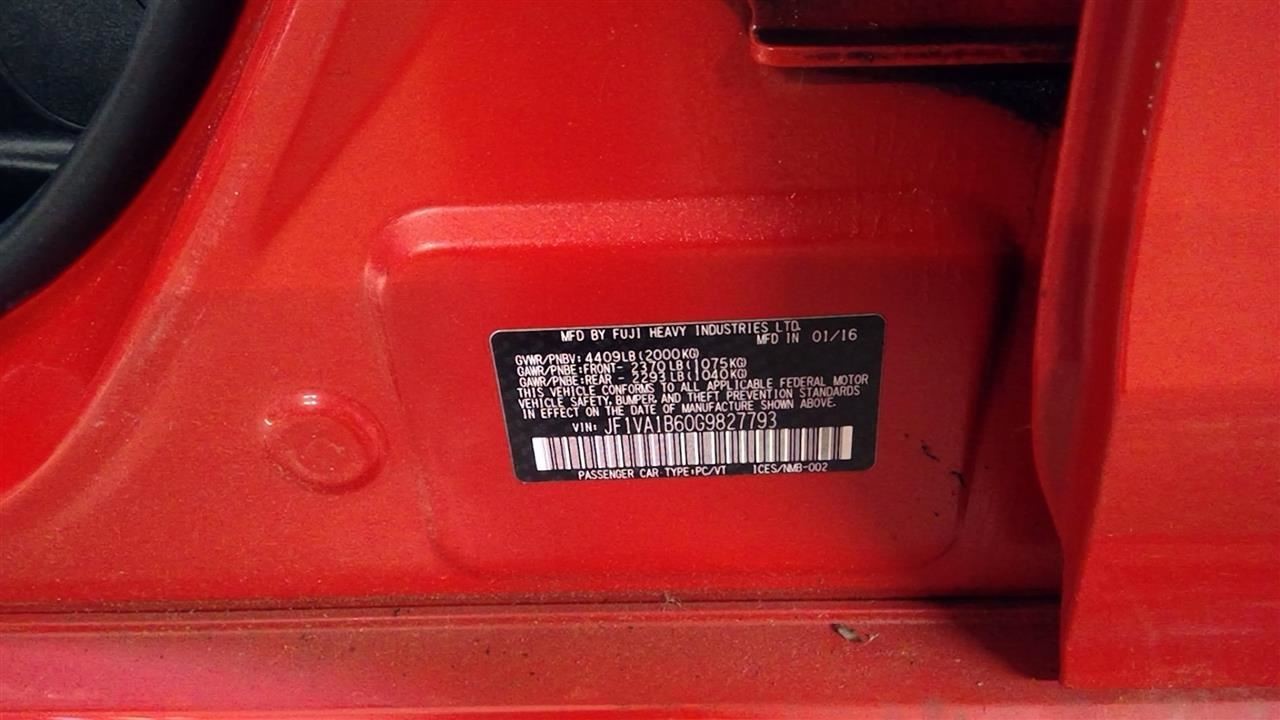 MFD BY FUJI HEAVY INDUSTRIES LTD.
MFD IN 01/16
GVWR/PNBV: 4409LB(2000KG)
GAWR/PNBE:FRONT- 2370LB(1075KG)
GAWR/PNBE:REAR - 2293LB(1040KG)
THIS VEHICLE CONFORMS TO ALL APPLICABLE FEDERAL MOTOR
VEHICLE SAFETY, BUMPER, AND THEFT PREVENTION STANDARDS
IN EFFECT ON THE DATE OF MANUFACTURE SHOWN ABOVE.
VIN: JF1VA1B60G9827793
PASSENGER CAR TYPE:PC/VT ICES/NMB-002